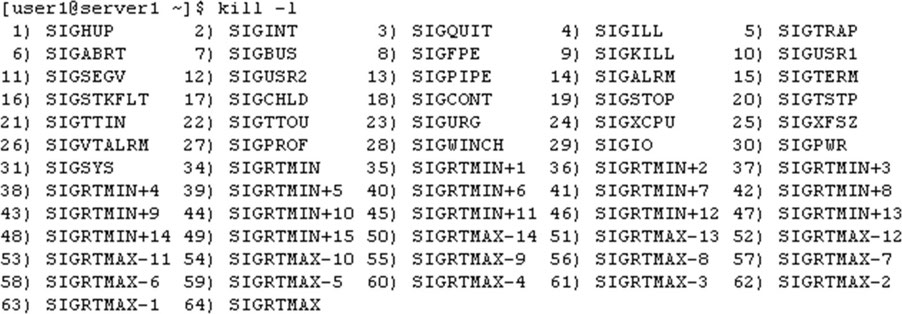 [user1@server1 ~]$ kill -l
 1) SIGHUP       2) SIGINT       3) SIGQUIT      4) SIGILL       5) SIGTRAP
 6) SIGABRT      7) SIGBUS       8) SIGFPE       9) SIGKILL     10) SIGUSR1
11) SIGSEGV     12) SIGUSR2     13) SIGPIPE     14) SIGALRM     15) SIGTERM
16) SIGSTKFLT   17) SIGCHLD     18) SIGCONT     19) SIGSTOP     20) SIGTSTP
21) SIGTTIN     22) SIGTTOU     23) SIGURG      24) SIGXCPU     25) SIGXFSZ
26) SIGVTALRM   27) SIGPROF     28) SIGWINCH    29) SIGIO       30) SIGPWR
31) SIGSYS      34) SIGRTMIN    35) SIGRTMIN+1  36) SIGRTMIN+2  37) SIGRTMIN+3
38) SIGRTMIN+4  39) SIGRTMIN+5  40) SIGRTMIN+6  41) SIGRTMIN+7  42) SIGRTMIN+8
43) SIGRTMIN+9  44) SIGRTMIN+10 45) SIGRTMIN+11 46) SIGRTMIN+12 47) SIGRTMIN+13
48) SIGRTMIN+14 49) SIGRTMIN+15 50) SIGRTMAX-14 51) SIGRTMAX-13 52) SIGRTMAX-12
53) SIGRTMAX-11 54) SIGRTMAX-10 55) SIGRTMAX-9  56) SIGRTMAX-8  57) SIGRTMAX-7
58) SIGRTMAX-6  59) SIGRTMAX-5  60) SIGRTMAX-4  61) SIGRTMAX-3  62) SIGRTMAX-2
63) SIGRTMAX-1  64) SIGRTMAX